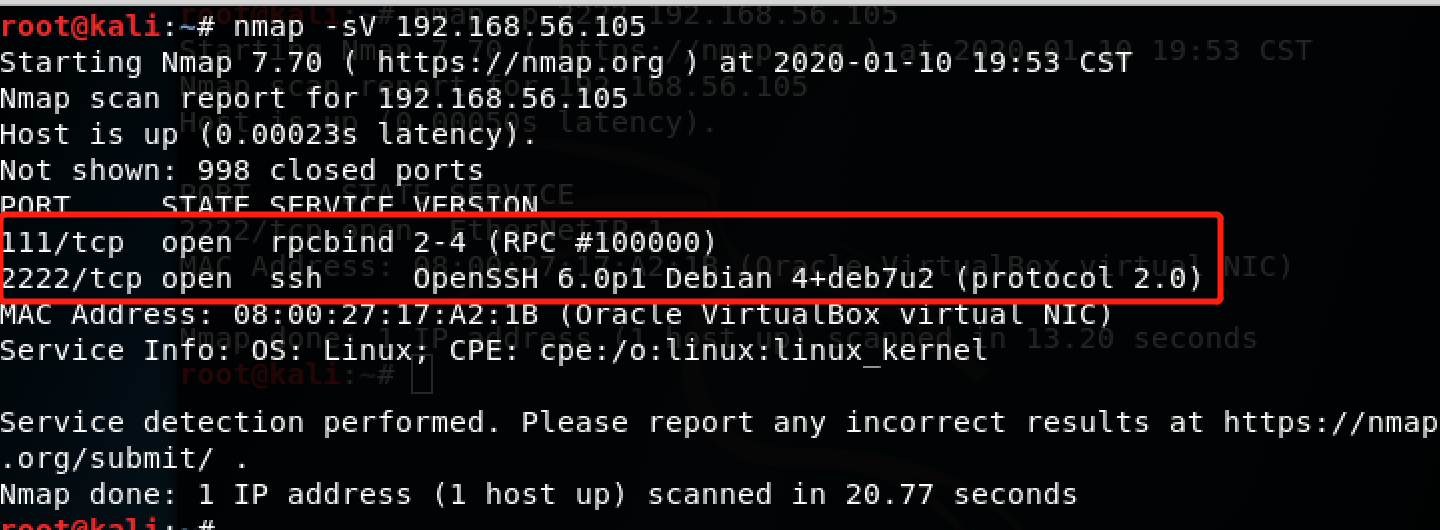 root@kali:~# nmap -sV 192.168.56.105
Starting Nmap 7.70 ( https://nmap.org ) at 2020-01-10 19:53 CST
Nmap scan report for 192.168.56.105
Host is up (0.00023s latency).
Not shown: 998 closed ports
PORT     STATE SERVICE VERSION
111/tcp  open  rpcbind 2-4 (RPC #100000)
2222/tcp open  ssh     OpenSSH 6.0p1 Debian 4+deb7u2 (protocol 2.0)
MAC Address: 08:00:27:17:A2:1B (Oracle VirtualBox virtual NIC)
Service Info: OS: Linux; CPE: cpe:/o:linux:linux_kernel
Service detection performed. Please report any incorrect results at https://nmap
.org/submit/ .
Nmap done: 1 IP address (1 host up) scanned in 20.77 seconds
root@kali:~#